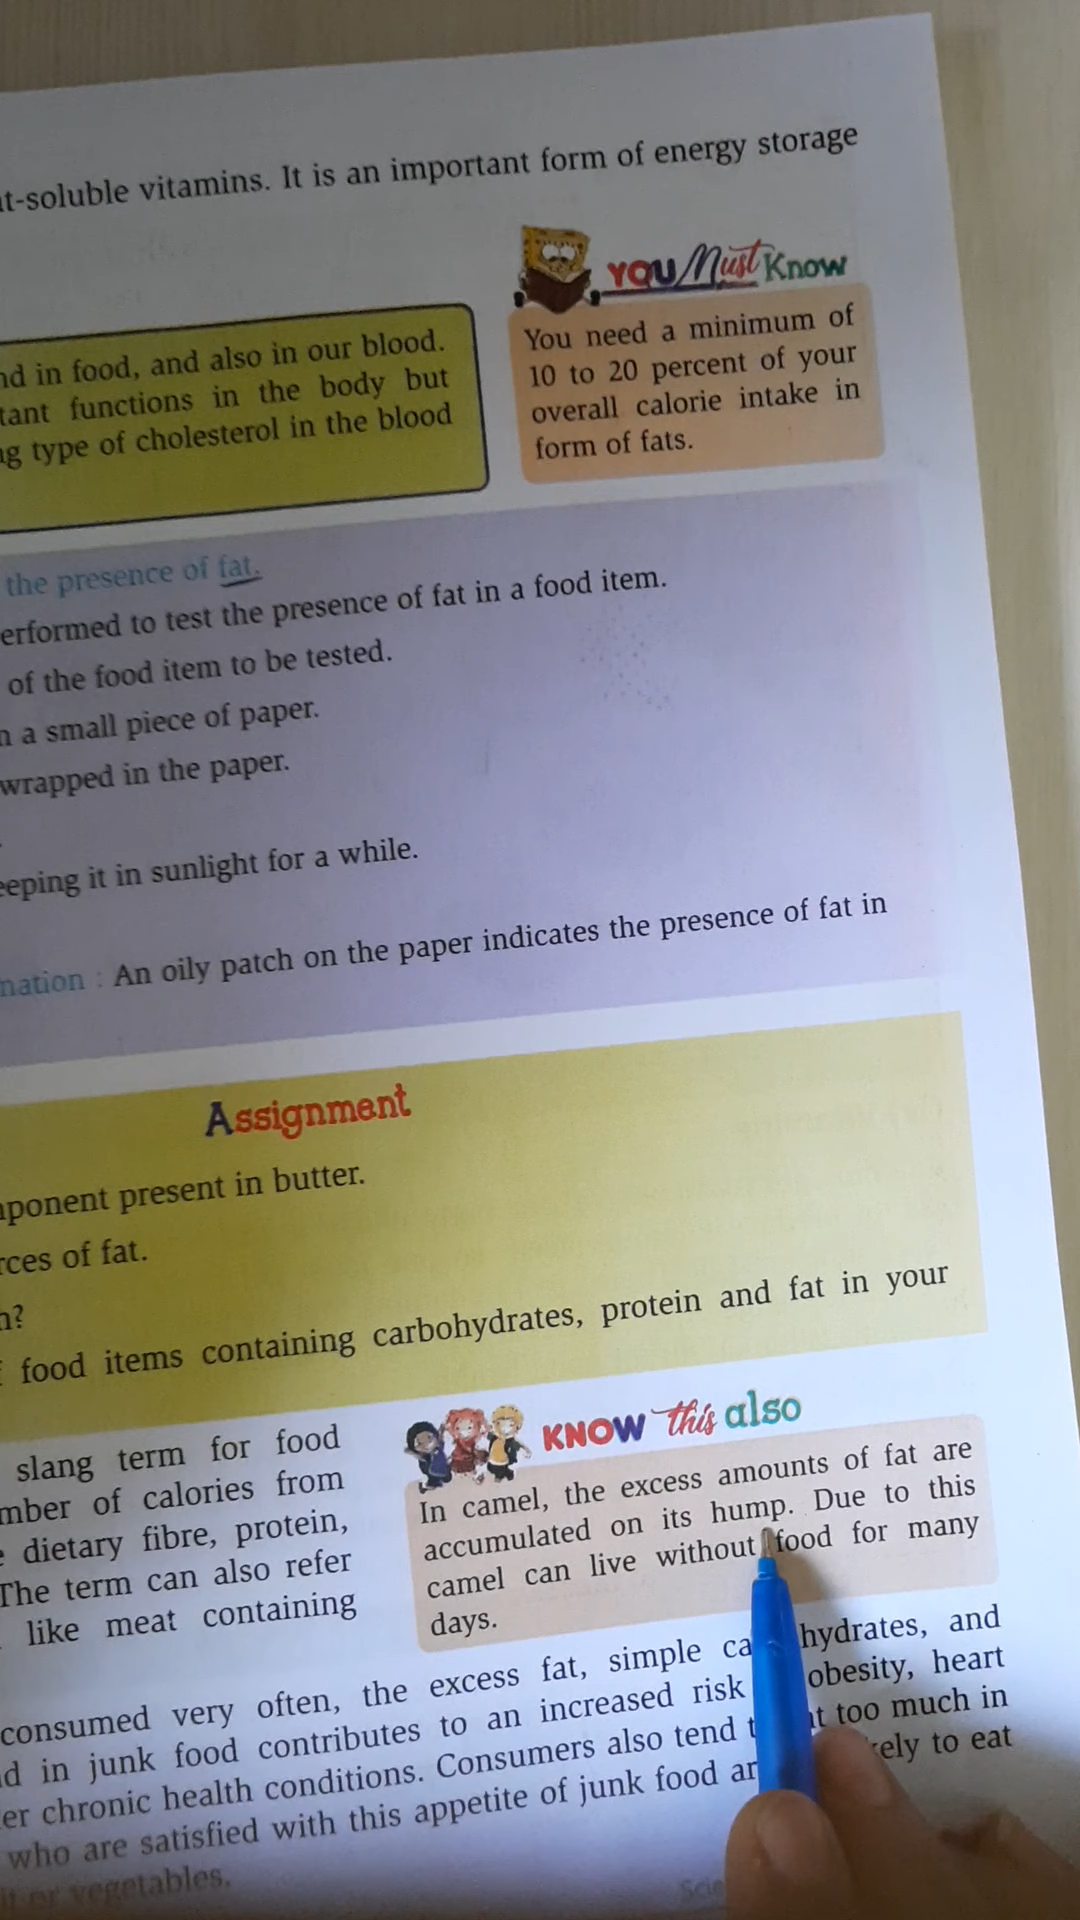 t-soluble vitamins. It is an important form of energy storage
YOU Must Know
You need a minimum of
10 to 20 percent of your
overall calorie intake in
form of fats.
d in food, and also in our blood.
tant functions in the body but
g type of cholesterol in the blood
the presence of fat.
erformed to test the presence of fat in a food item.
of the food item to be tested.
a small piece of paper.
wrapped in the paper.
eeping it in sunlight for a while.
nation : An oily patch on the paper indicates the presence of fat in
Assignment
ponent present in butter.
rces of fat.
?
food items containing carbohydrates, protein and fat in your
slang term for food
mber of calories from
dietary fibre, protein,
The term can also refer
like meat containing
KNOW this also
In camel, the excess amounts of fat are
accumulated on its hump. Due to this
camel can live without food for many
days.
consumed very often, the excess fat, simple ca hydrates, and
d in junk food contributes to an increased risk obesity, heart
er chronic health conditions. Consumers also tend t too much in
who are satisfied with this appetite of junk food ar ely to eat
vegetables.
Scie